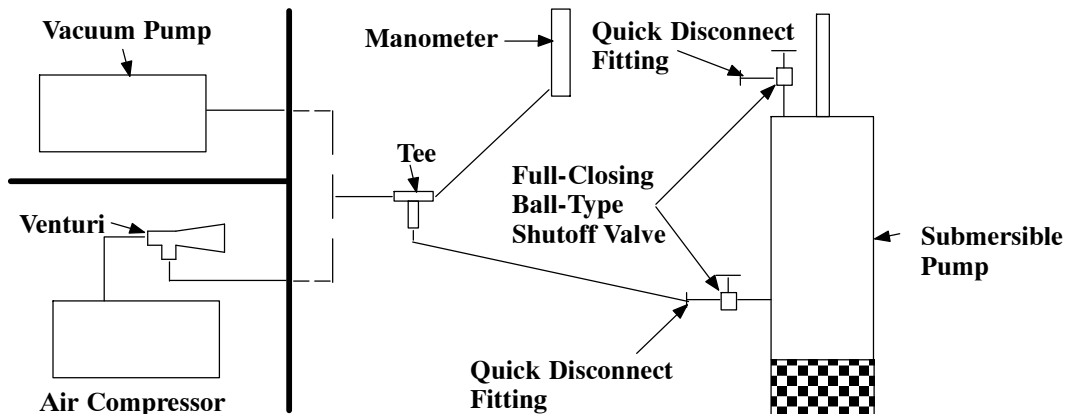 Vacuum Pump
Manometer
Quick Disconnect
Fitting
Tee
Full-Closing
Ball-Type
Shutoff Valve
Venturi
Submersible
Pump
Quick Disconnect
Fitting
Air Compressor